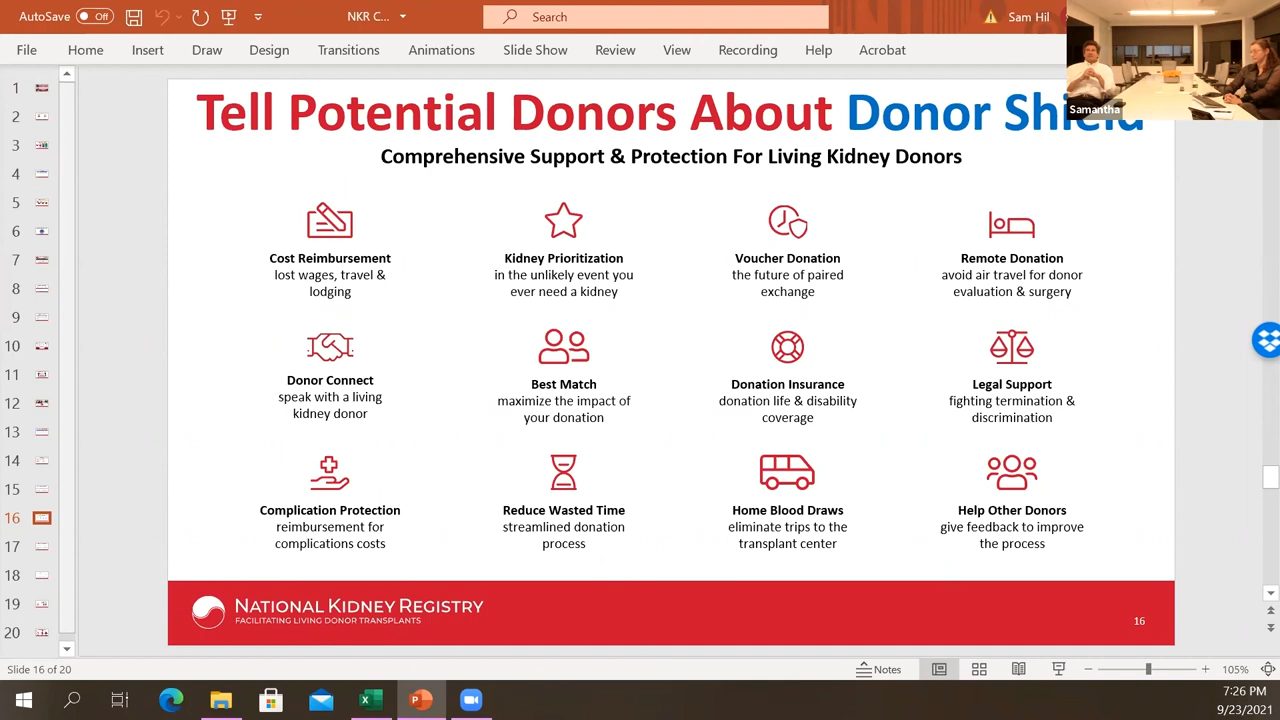 AutoSave
Off
NKR C...
Search
Sam Hil
File
Home
Insert
Draw
Design
Transitions
Animations
Slide Show
Review
View
Recording
Help
Acrobat
Samantha
1
5
6
8
9
10
11
12
13
14
15
17
18
19
20
Tell Potential Donors About Donor Shield
Comprehensive Support & Protection For Living Kidney Donors
Cost Reimbursement
lost wages, travel &
lodging
Kidney Prioritization
in the unlikely event you
ever need a kidney
Voucher Donation
the future of paired
exchange
Remote Donation
avoid air travel for donor
evaluation & surgery
Donor Connect
speak with a living
kidney donor
Best Match
maximize the impact of
your donation
Donation Insurance
donation life & disability
coverage
Legal Support
fighting termination &
discrimination
Complication Protection
reimbursement for
complications costs
Reduce Wasted Time
streamlined donation
process
Home Blood Draws
eliminate trips to the
transplant center
Help Other Donors
give feedback to improve
the process
NATIONAL KIDNEY REGISTRY
FACILITATING LIVING DONOR TRANSPLANTS
16
Slide 16 of 20
Notes
105%
7:26 PM
9/23/2021